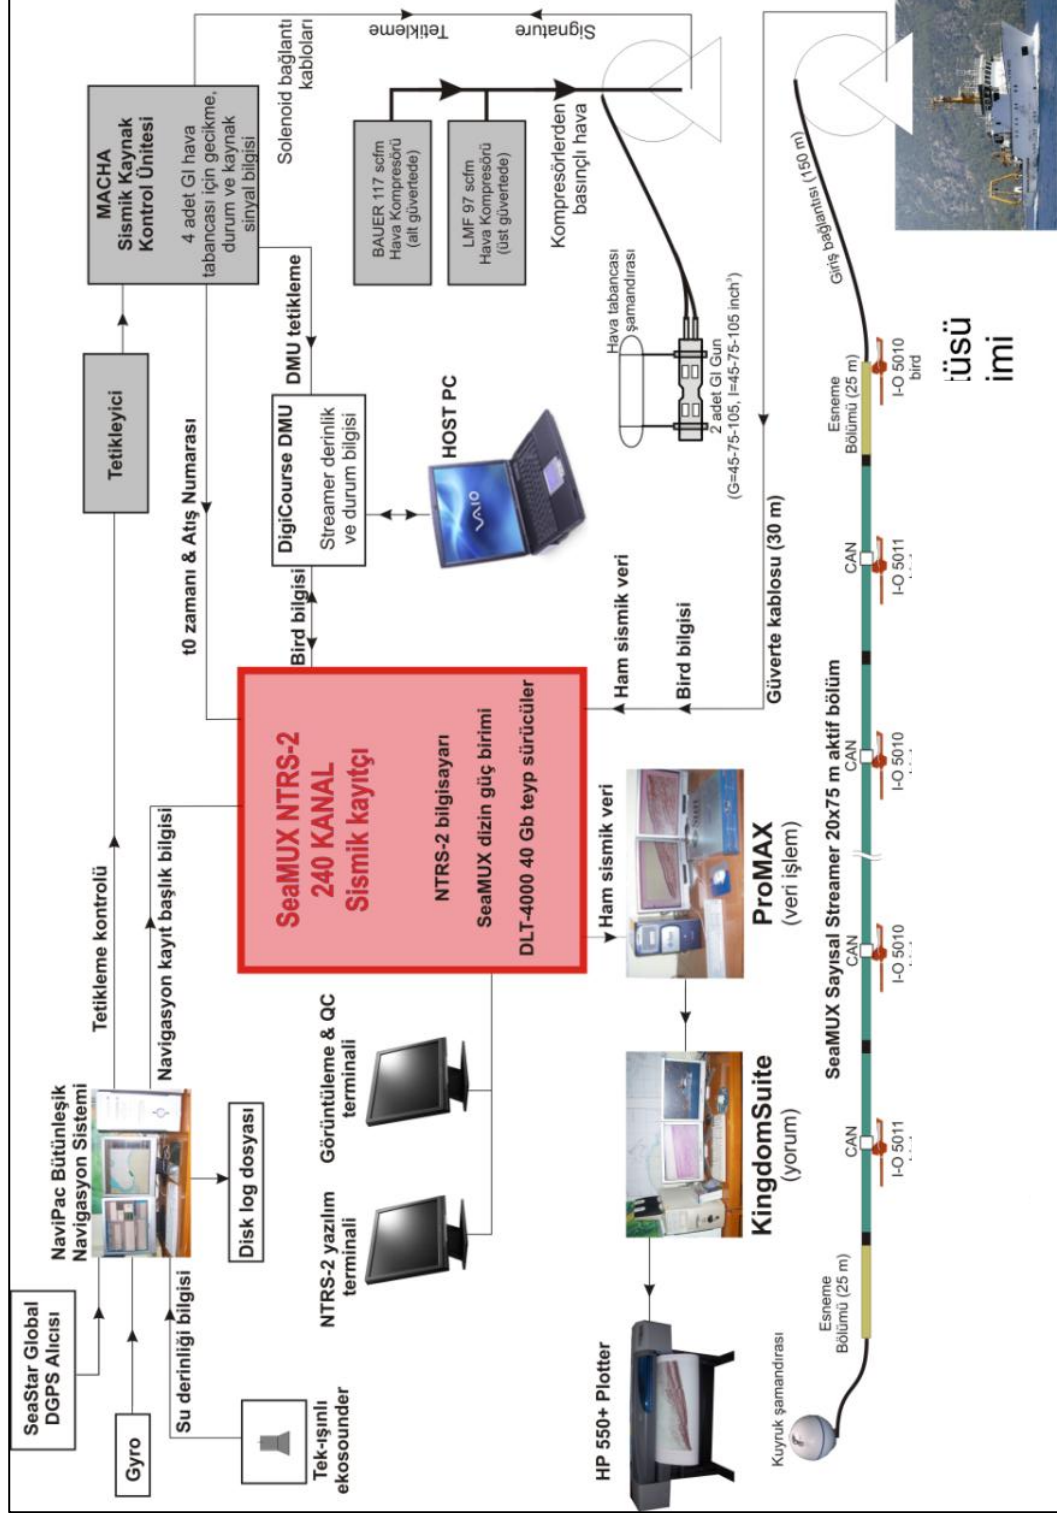 SeaStar Global
DGPS Alıcısı
Gyro
Su derinliği bilgisi
Tek-ışınlı
ekosounder
NaviPac Bütünleşik
Navigasyon Sistemi
Disk log dosyası
Tetikleme kontrolü
Navigasyon kayıt başlık bilgisi
Tetikleyici
MACHA
Sismik Kaynak
Kontrol Ünitesi
4 adet GI hava
tabancası için gecikme,
durum ve kaynak
sinyal bilgisi
t0 zamanı & Atış Numarası
DMU tetikleme
Solenoid bağlantı
kabloları
Tetikleme
Signature
BAUER 117 scfm
Hava Kompresörü
(alt güvertede)
LMF 97 scfm
Hava Kompresörü
(üst güvertede)
Kompresörlerden
basınçlı hava
DigiCourse DMU
Streamer derinlik
ve durum bilgisi
Bird bilgisi
HOST PC
VAIO
SeaMUX NTRS-2
240 KANAL
Sismik kayıtçı
NTRS-2 bilgisayarı
SeaMUX dizin güç birimi
DLT-4000 40 Gb teyp sürücüler
NTRS-2 yazılım
terminali
Görüntüleme & QC
terminali
Hava tabancası
şamandırası
2 adet GI Gun
(G=45-75-105, I=45-75-105 inch³)
Ham sismik veri
Bird bilgisi
Güverte kablosu (30 m)
Ham sismik veri
ProMAX
(veri işlem)
KingdomSuite
(yorum)
HP 550+ Plotter
Kuyruk şamandırası
Esneme
Bölümü (25 m)
SeaMUX Sayısal Streamer 20x75 m aktif bölüm
CAN
CAN
CAN
CAN
Esneme
Bölümü (25 m)
Giriş bağlantısı (150 m)
I-O 5011
I-O 5010
I-O 5010
I-O 5011
I-O 5010
bird
tüsü
imi